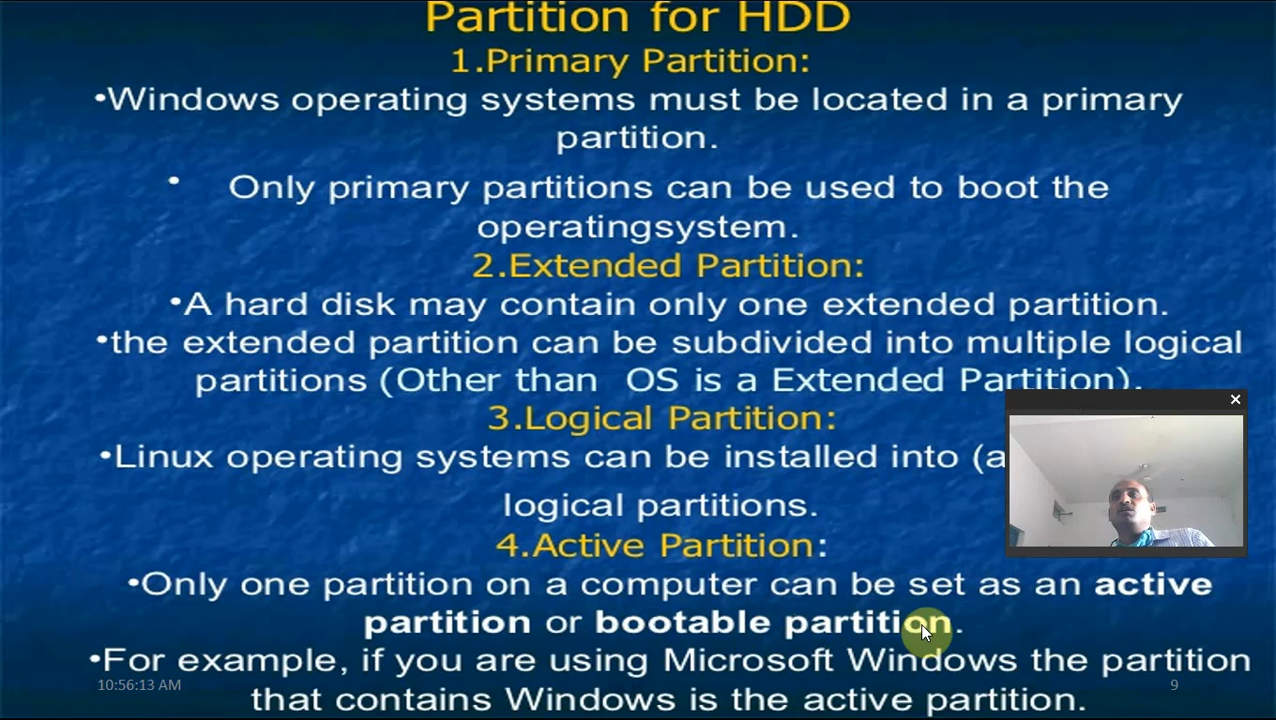 Partition for HDD
1.Primary Partition:
•Windows operating systems must be located in a primary
partition.
• Only primary partitions can be used to boot the
operatingsystem.
2.Extended Partition:
•A hard disk may contain only one extended partition.
•the extended partition can be subdivided into multiple logical
partitions (Other than OS is a Extended Partition).
3.Logical Partition:
•Linux operating systems can be installed into (a
logical partitions.
4.Active Partition:
•Only one partition on a computer can be set as an active
partition or bootable partition.
•For example, if you are using Microsoft Windows the partition
that contains Windows is the active partition.
10:56:13 AM
9